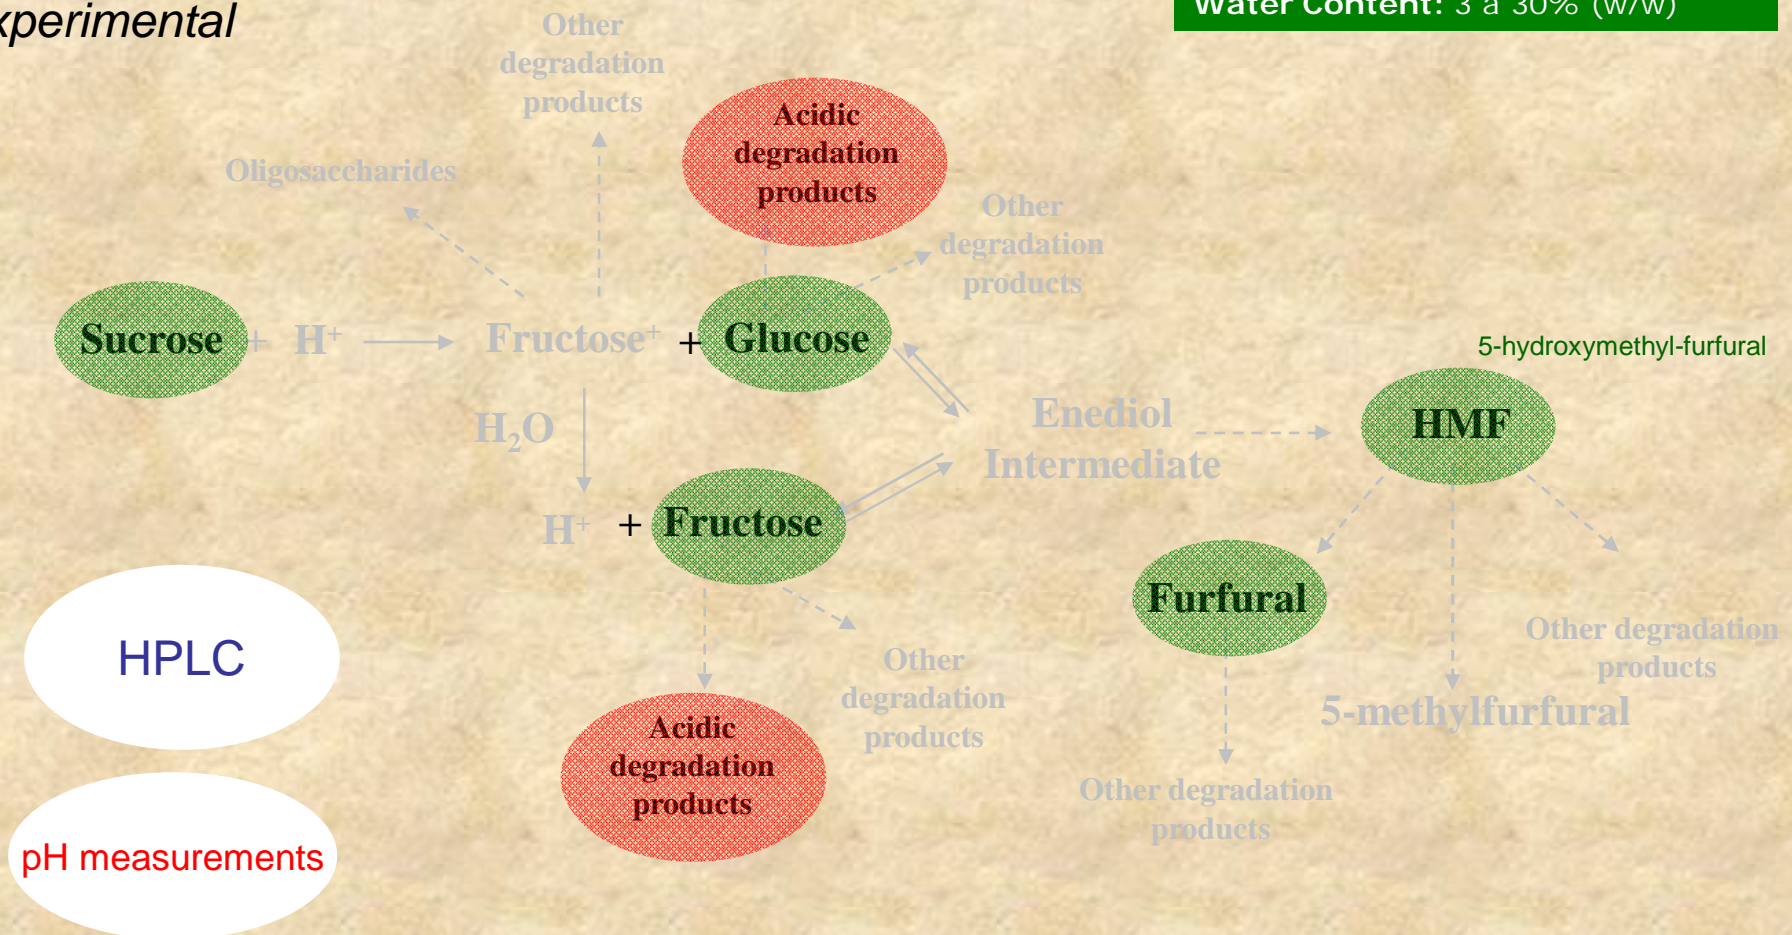 xperimental
Water Content: 3 à 30% (w/w)
Other
degradation
products
Acidic
degradation
products
Oligosaccharides
Other
degradation
products
Sucrose + H⁺ Fructose⁺ + Glucose
5-hydroxymethyl-furfural
H₂O
Enediol
Intermediate
HMF
H⁺ + Fructose
Furfural
HPLC
Other
degradation
products
Other degradation
products
5-methylfurfural
Acidic
degradation
products
Other degradation
products
pH measurements